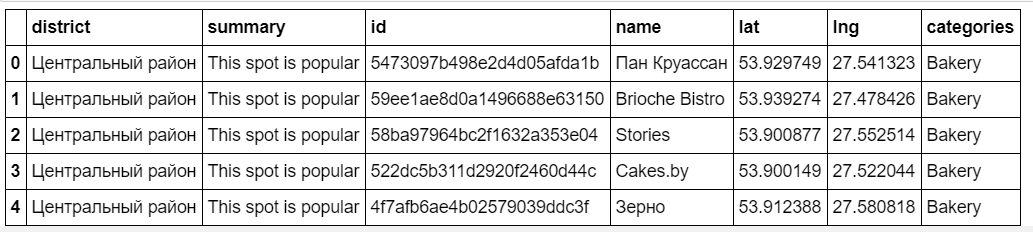 district summary id name lat lng categories
0 Центральный район This spot is popular 5473097b498e2d4d05afda1b Пан Круассан 53.929749 27.541323 Bakery
1 Центральный район This spot is popular 59ee1ae8d0a1496688e63150 Brioche Bistro 53.939274 27.478426 Bakery
2 Центральный район This spot is popular 58ba97964bc2f1632a353e04 Stories 53.900877 27.552514 Bakery
3 Центральный район This spot is popular 522dc5b311d2920f2460d44c Cakes.by 53.900149 27.522044 Bakery
4 Центральный район This spot is popular 4f7afb6ae4b02579039ddc3f Зерно 53.912388 27.580818 Bakery